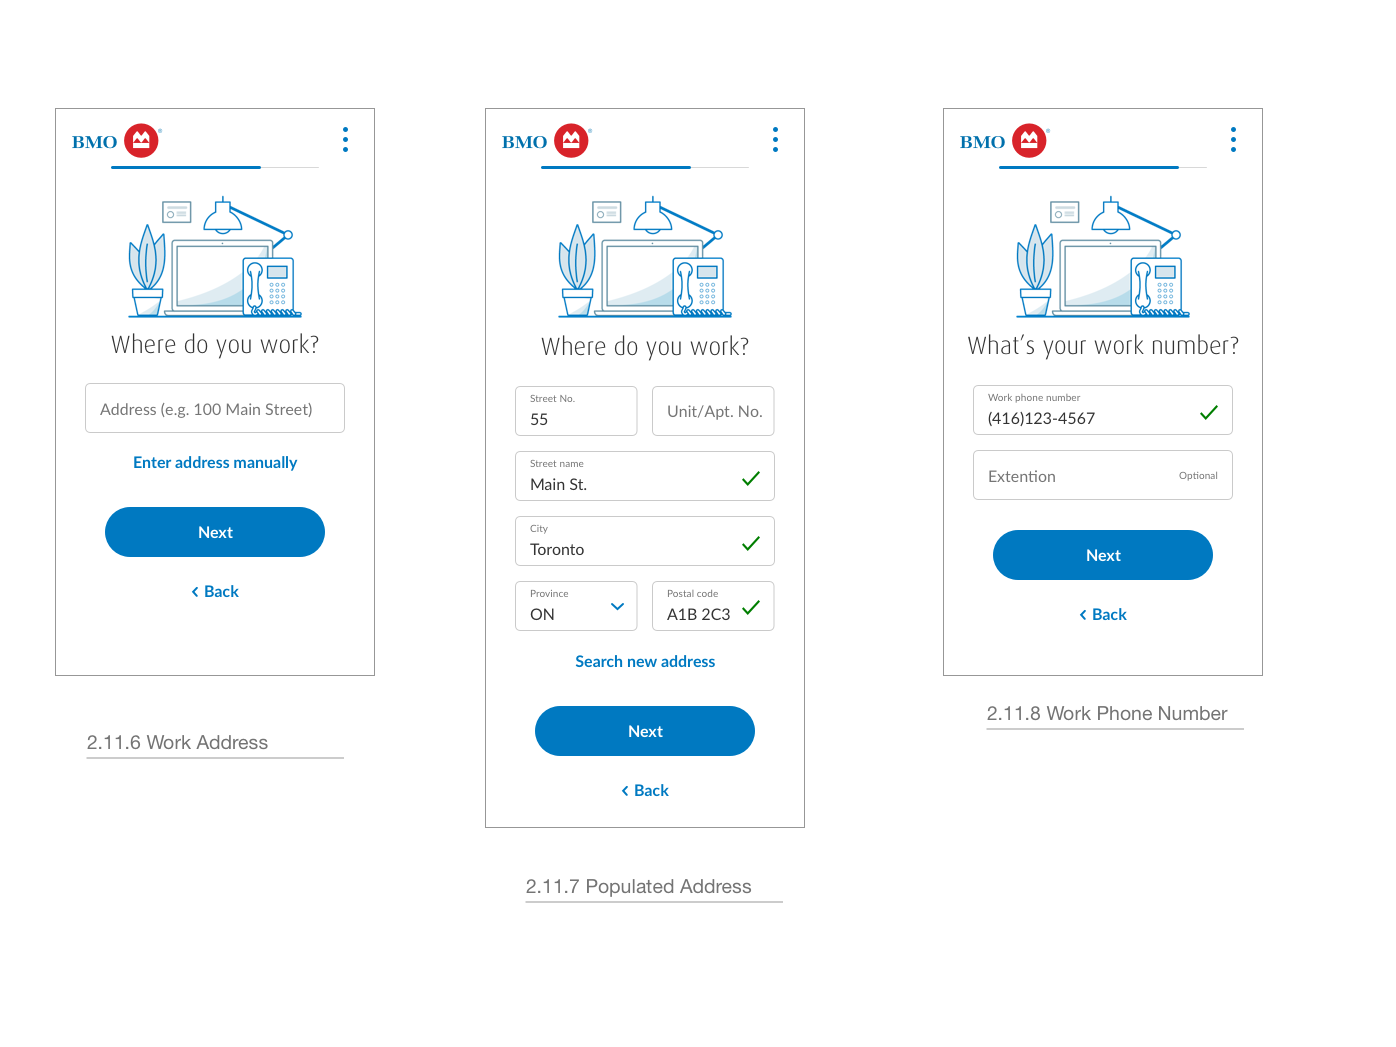 BMO
Where do you work?
Address (e.g. 100 Main Street)
Enter address manually
Next
Back
2.11.6 Work Address
BMO
Where do you work?
Street No.
55
Unit/Apt. No.
Street name
Main St.
City
Toronto
Province
ON
Postal code
A1B 2C3
Search new address
Next
Back
2.11.7 Populated Address
BMO
What's your work number?
Work phone number
(416)123-4567
Extention
Optional
Next
Back
2.11.8 Work Phone Number